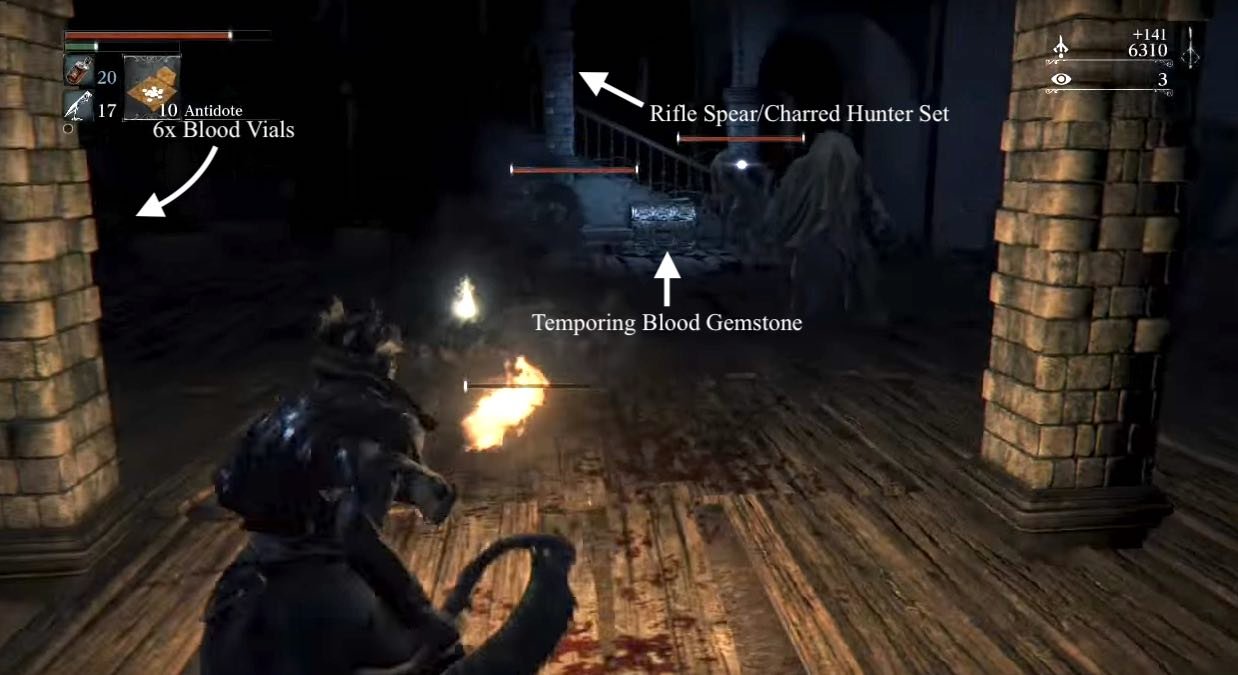 +141
6310
20
3
17
10 Antidote
Rifle Spear/Charred Hunter Set
6x Blood Vials
Temporing Blood Gemstone